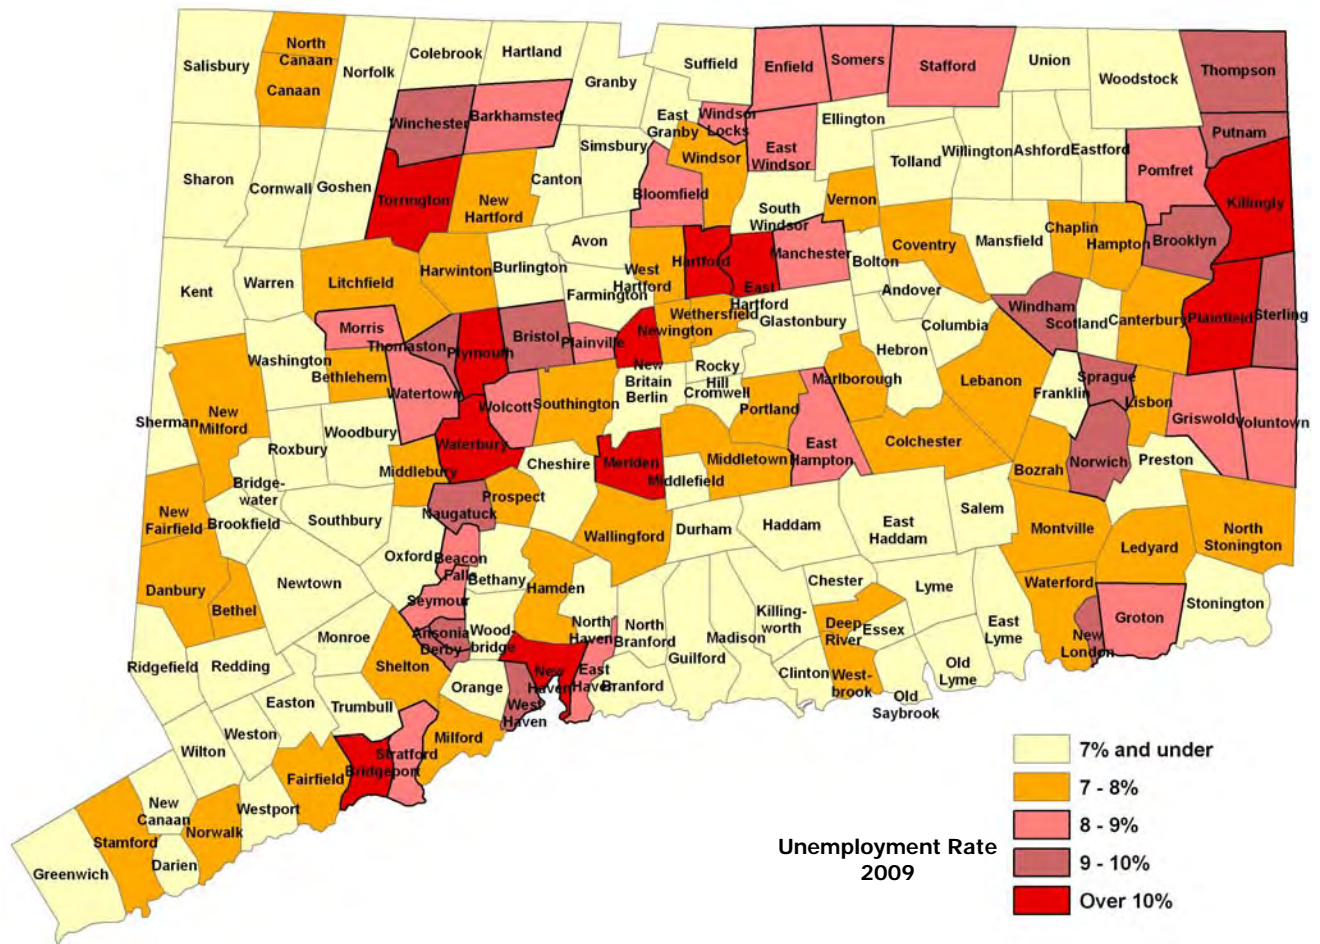 Salisbury
North
Canaan
Canaan
Norfolk
Colebrook
Hartland
Granby
Suffield
Enfield
Somers
Stafford
Union
Woodstock
Thompson
Winchester
Barkhamsted
East
Granby
Windsor
Locks
Ellington
Putnam
Sharon
Cornwall
Goshen
Torrington
New
Hartford
Canton
Simsbury
Bloomfield
Windsor
East
Windsor
Tolland
Willington
Ashford
Eastford
Pomfret
Killingly
South
Windsor
Vernon
Kent
Warren
Litchfield
Harwinton
Burlington
Avon
West
Hartford
Hartford
East
Hartford
Manchester
Bolton
Coventry
Mansfield
Chaplin
Hampton
Brooklyn
Farmington
Andover
Morris
Thomaston
Plymouth
Bristol
Plainville
Newington
Wethersfield
Glastonbury
Columbia
Windham
Scotland
Canterbury
Plainfield
Sterling
Washington
Bethlehem
Watertown
Wolcott
Southington
New
Britain
Berlin
Rocky
Hill
Cromwell
Hebron
Marlborough
Lebanon
Franklin
Sprague
Lisbon
Griswold
Voluntown
Sherman
New
Milford
Roxbury
Woodbury
Waterbury
Portland
East
Hampton
Colchester
Norwich
Preston
Bozrah
Bridge-
water
Middlebury
Cheshire
Meriden
Middlefield
Middletown
New
Fairfield
Brookfield
Southbury
Naugatuck
Prospect
Wallingford
Durham
Haddam
East
Haddam
Salem
Montville
Ledyard
North
Stonington
Danbury
Bethel
Newtown
Oxford
Beacon
Falls
Bethany
Hamden
Seymour
Chester
Lyme
Waterford
Groton
Stonington
Ridgefield
Redding
Monroe
Shelton
Ansonia
Derby
Wood-
bridge
North
Haven
North
Branford
Guilford
Madison
Killing-
worth
Deep
River
Essex
East
Lyme
New
London
Clinton
West-
brook
Old
Saybrook
Old
Lyme
Easton
Trumbull
Orange
New
Haven
West
Haven
East
Haven
Branford
Wilton
Weston
Fairfield
Bridgeport
Stratford
Milford
New
Canaan
Norwalk
Westport
Stamford
Darien
Greenwich
Unemployment Rate
2009
7% and under
7 - 8%
8 - 9%
9 - 10%
Over 10%